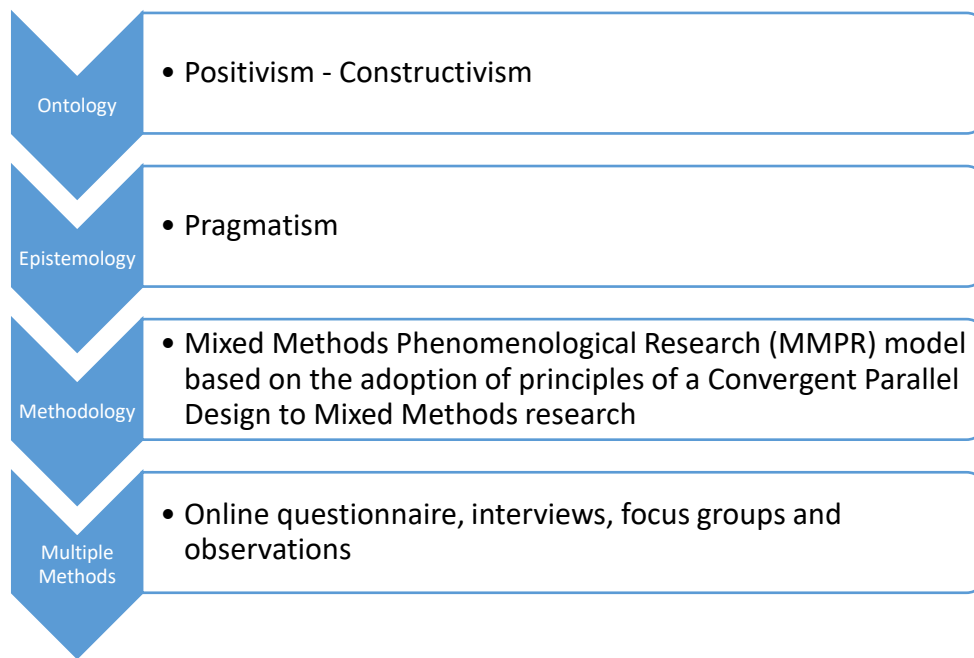 Ontology
• Positivism - Constructivism
Epistemology
• Pragmatism
Methodology
• Mixed Methods Phenomenological Research (MMPR) model
based on the adoption of principles of a Convergent Parallel
Design to Mixed Methods research
Multiple
Methods
• Online questionnaire, interviews, focus groups and
observations